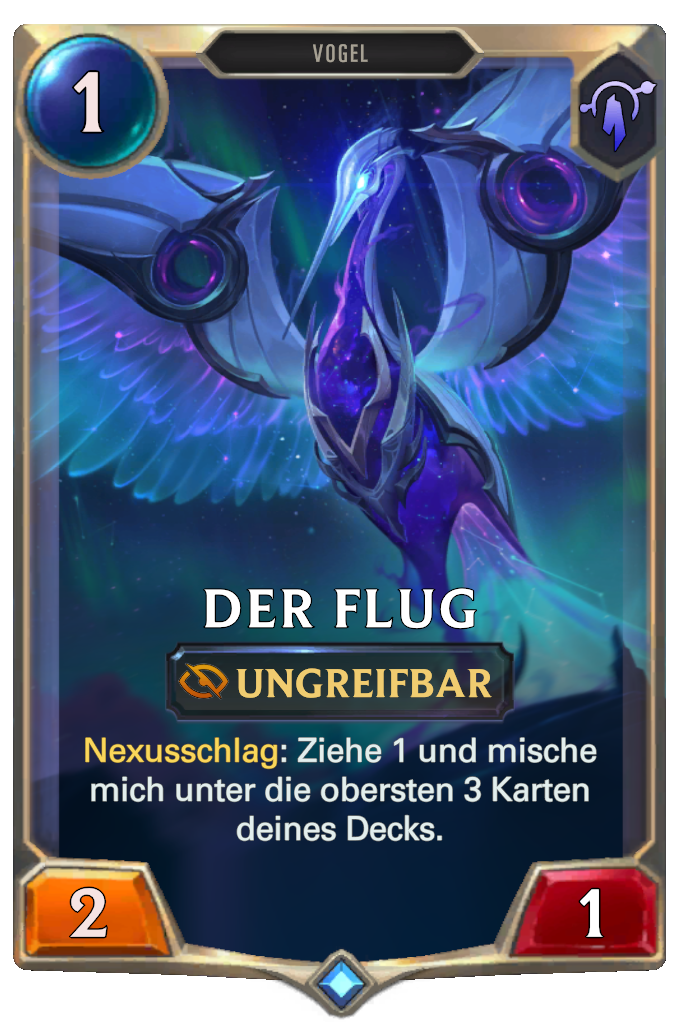 VOGEL
1
DER FLUG
UNGREIFBAR
Nexusschlag: Ziehe 1 und mische
mich unter die obersten 3 Karten
deines Decks.
2
1